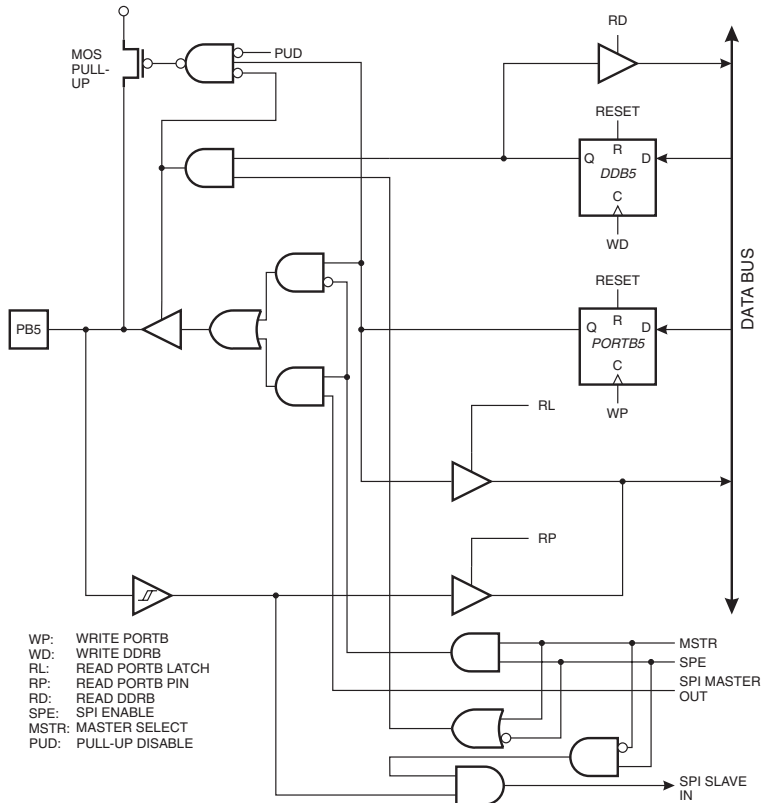 RD
MOS
PULL-
UP
PUD
RESET
R
Q
D
DDB5
C
WD
RESET
R
PB5
Q
D
PORTB5
C
WP
DATA BUS
RL
RP
WP: WRITE PORTB
WD: WRITE DDRB
RL: READ PORTB LATCH
RP: READ PORTB PIN
RD: READ DDRB
SPE: SPI ENABLE
MSTR: MASTER SELECT
PUD: PULL-UP DISABLE
MSTR
SPE
SPI MASTER
OUT
SPI SLAVE
IN